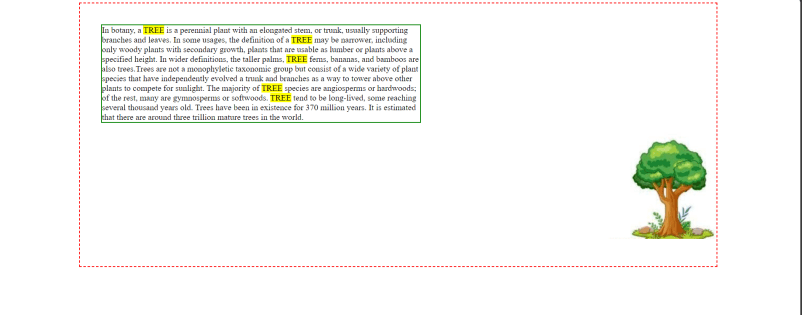 In botany, a TREE is a perennial plant with an elongated stem, or trunk, usually supporting
branches and leaves. In some usages, the definition of a TREE may be narrower, including
only woody plants with secondary growth, plants that are usable as lumber or plants above a
specified height. In wider definitions, the taller palms, TREE ferns, bananas, and bamboos are
also trees.Trees are not a monophyletic taxonomic group but consist of a wide variety of plant
species that have independently evolved a trunk and branches as a way to tower above other
plants to compete for sunlight. The majority of TREE species are angiosperms or hardwoods;
of the rest, many are gymnosperms or softwoods. TREE tend to be long-lived, some reaching
several thousand years old. Trees have been in existence for 370 million years. It is estimated
that there are around three trillion mature trees in the world.